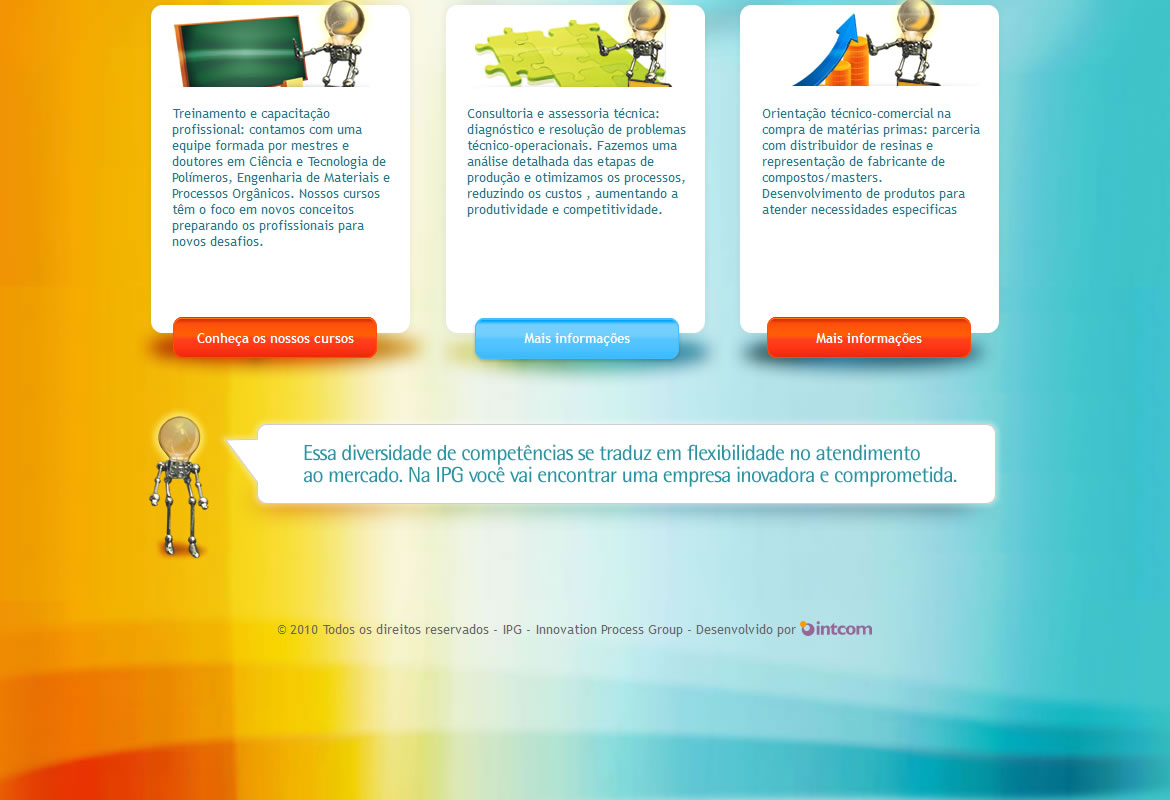 Treinamento e capacitação
profissional: contamos com uma
equipe formada por mestres e
doutores em Ciência e Tecnologia de
Polímeros, Engenharia de Materiais e
Processos Orgânicos. Nossos cursos
têm o foco em novos conceitos
preparando os profissionais para
novos desafios.
Conheça os nossos cursos
Consultoria e assessoria técnica:
diagnóstico e resolução de problemas
técnico-operacionais. Fazemos uma
análise detalhada das etapas de
produção e otimizamos os processos,
reduzindo os custos , aumentando a
produtividade e competitividade.
Mais informações
Orientação técnico-comercial na
compra de matérias primas: parceria
com distribuidor de resinas e
representação de fabricante de
compostos/masters.
Desenvolvimento de produtos para
atender necessidades especificas
Mais informações
Essa diversidade de competências se traduz em flexibilidade no atendimento
ao mercado. Na IPG você vai encontrar uma empresa inovadora e comprometida.
© 2010 Todos os direitos reservados - IPG - Innovation Process Group - Desenvolvido por intcom